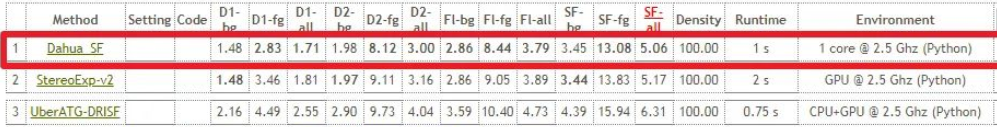 Method Setting Code D1-bg D1-fg D1-all D2-bg D2-fg D2-all Fl-bg Fl-fg Fl-all SF-bg SF-fg SF-all Density Runtime Environment
1 Dahua_SF 1.48 2.83 1.71 1.98 8.12 3.00 2.86 8.44 3.79 3.45 13.08 5.06 100.00 1 s 1 core @ 2.5 Ghz (Python)
2 StereoExp-v2 1.48 3.46 1.81 1.97 9.11 3.16 2.86 9.05 3.89 3.44 13.83 5.17 100.00 2 s GPU @ 2.5 Ghz (Python)
3 UberATG-DRISF 2.16 4.49 2.55 2.90 9.73 4.04 3.59 10.40 4.73 4.39 15.94 6.31 100.00 0.75 s CPU+GPU @ 2.5 Ghz (Python)